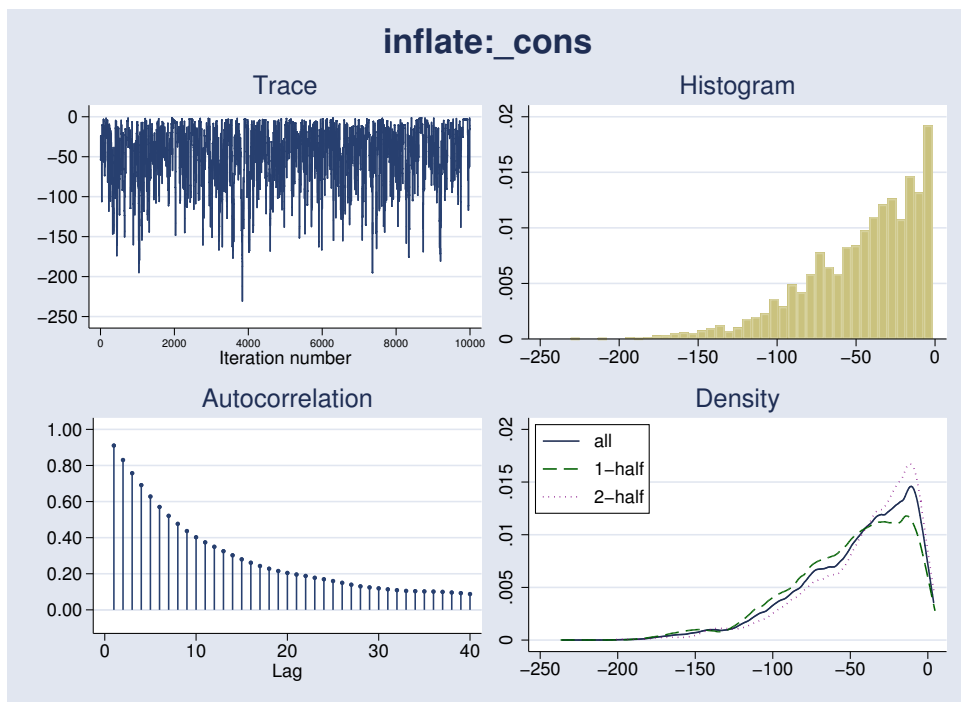 inflate:_cons
Trace
0
−50
−100
−150
−200
−250
0 2000 4000 6000 8000 10000
Iteration number
Histogram
0 .005 .01 .015 .02
−250 −200 −150 −100 −50 0
Autocorrelation
1.00
0.80
0.60
0.40
0.20
0.00
0 10 20 30 40
Lag
Density
0 .005 .01 .015 .02
all
1−half
2−half
−250 −200 −150 −100 −50 0